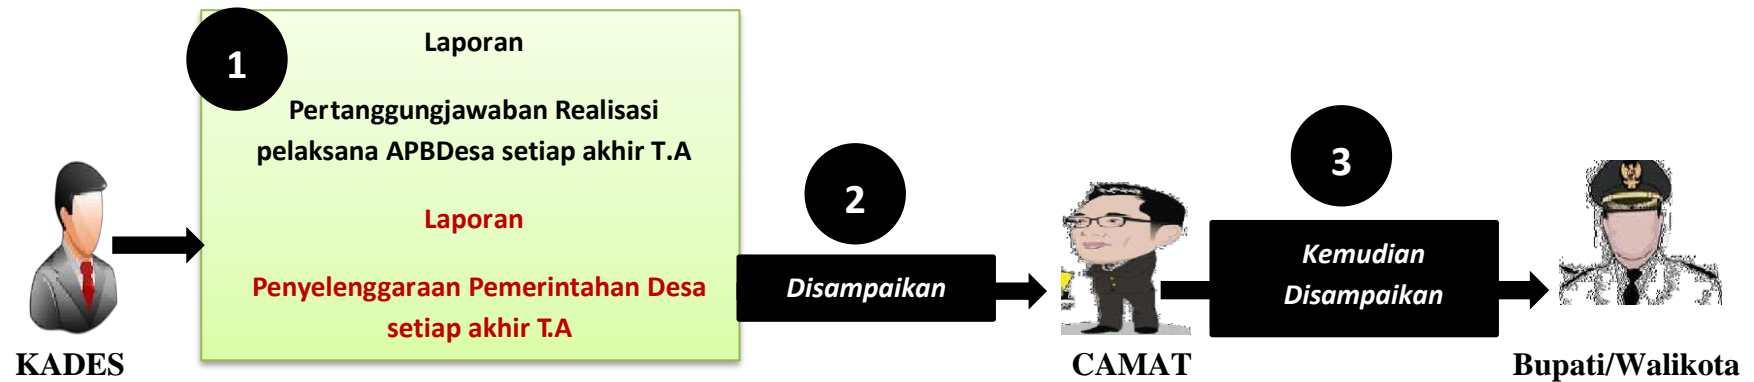 1
Laporan
Pertanggungjawaban Realisasi
pelaksana APBDesa setiap akhir T.A
Laporan
Penyelenggaraan Pemerintahan Desa
setiap akhir T.A
KADES
2
Disampaikan
CAMAT
3
Kemudian
Disampaikan
Bupati/Walikota